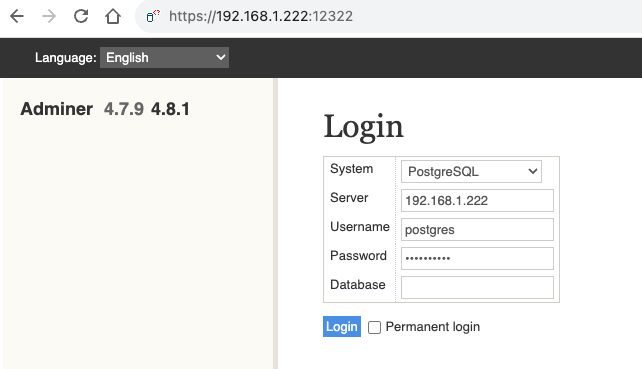 https://192.168.1.222:12322
Language: English
Adminer 4.7.9 4.8.1
Login
System PostgreSQL
Server 192.168.1.222
Username postgres
Password ••••••••••
Database
Login Permanent login